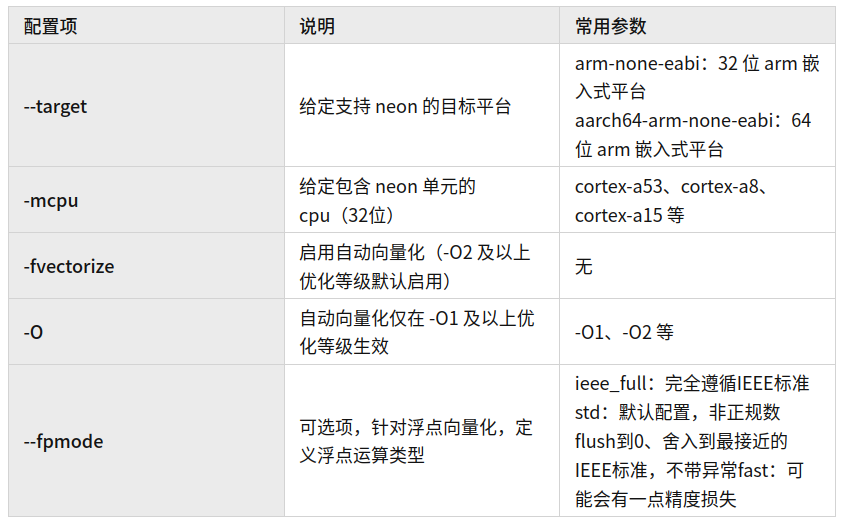 配置项
说明
常用参数
--target
给定支持 neon 的目标平台
arm-none-eabi：32 位 arm 嵌
入式平台
aarch64-arm-none-eabi：64
位 arm 嵌入式平台
-mcpu
给定包含 neon 单元的
cpu（32位）
cortex-a53、cortex-a8、
cortex-a15 等
-fvectorize
启用自动向量化（-O2 及以上
优化等级默认启用）
无
-O
自动向量化仅在 -O1 及以上优
化等级生效
-O1、-O2 等
--fpmode
可选项，针对浮点向量化，定
义浮点运算类型
ieee_full：完全遵循IEEE标准
std：默认配置，非正规数
flush到0、舍入到最接近的
IEEE标准，不带异常fast：可
能会有一点精度损失